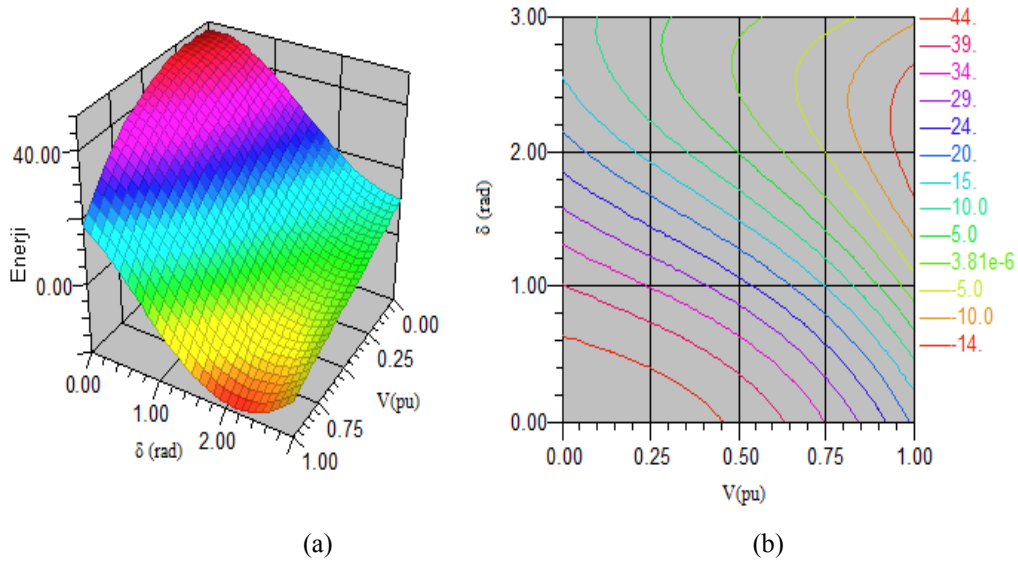 40.00
Enerji
0.00
0.00
1.00
2.00
δ (rad)
0.00
0.25
V(pu)
0.75
1.00
(a)
3.00
2.00
δ (rad)
1.00
0.00
0.00 0.25 0.50 0.75 1.00
V(pu)
44.
39.
34.
29.
24.
20.
15.
10.0
5.0
3.81e-6
-5.0
-10.0
-14.
(b)